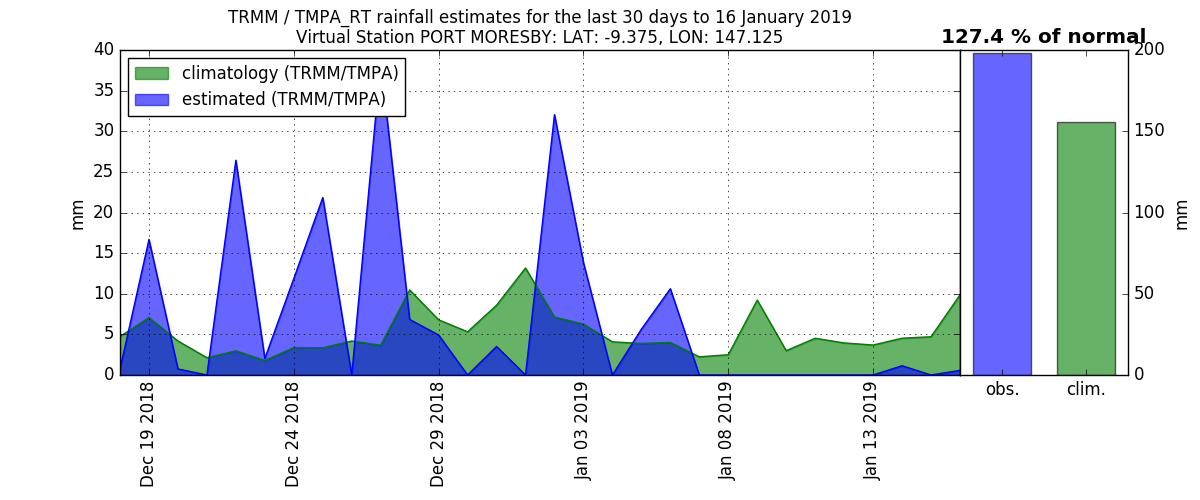 TRMM / TMPA_RT rainfall estimates for the last 30 days to 16 January 2019
Virtual Station PORT MORESBY: LAT: -9.375, LON: 147.125
127.4 % of normal
climatology (TRMM/TMPA)
estimated (TRMM/TMPA)
40
35
30
25
20
15
10
5
0
mm
200
150
100
50
0
mm
obs.
clim.
Dec 19 2018
Dec 24 2018
Dec 29 2018
Jan 03 2019
Jan 08 2019
Jan 13 2019